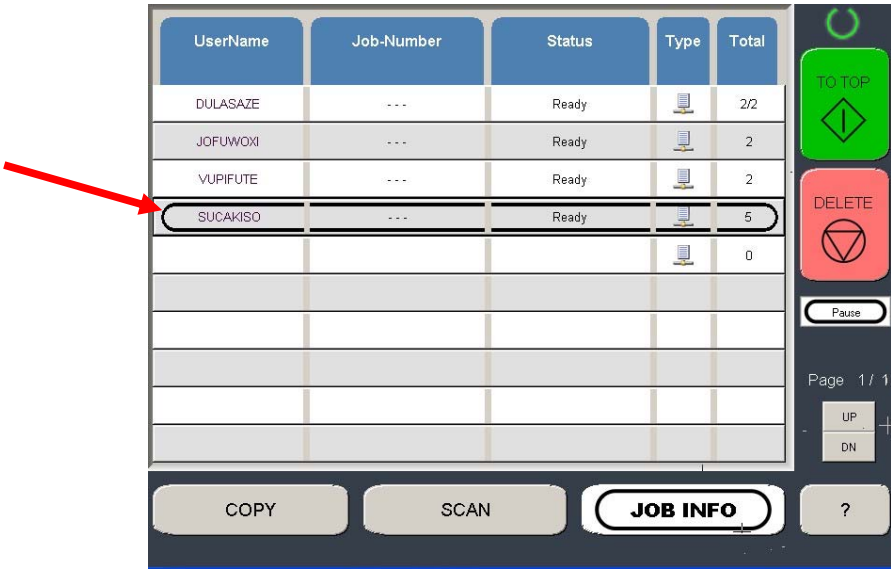 UserName Job-Number Status Type Total
DULASAZE - - - Ready 2/2
JOFUWOXI - - - Ready 2
VUPIFUTE - - - Ready 2
SUCAKISO - - - Ready 5
0
TO TOP
DELETE
Pause
Page 1 / 1
UP
- +
DN
COPY SCAN JOB INFO ?